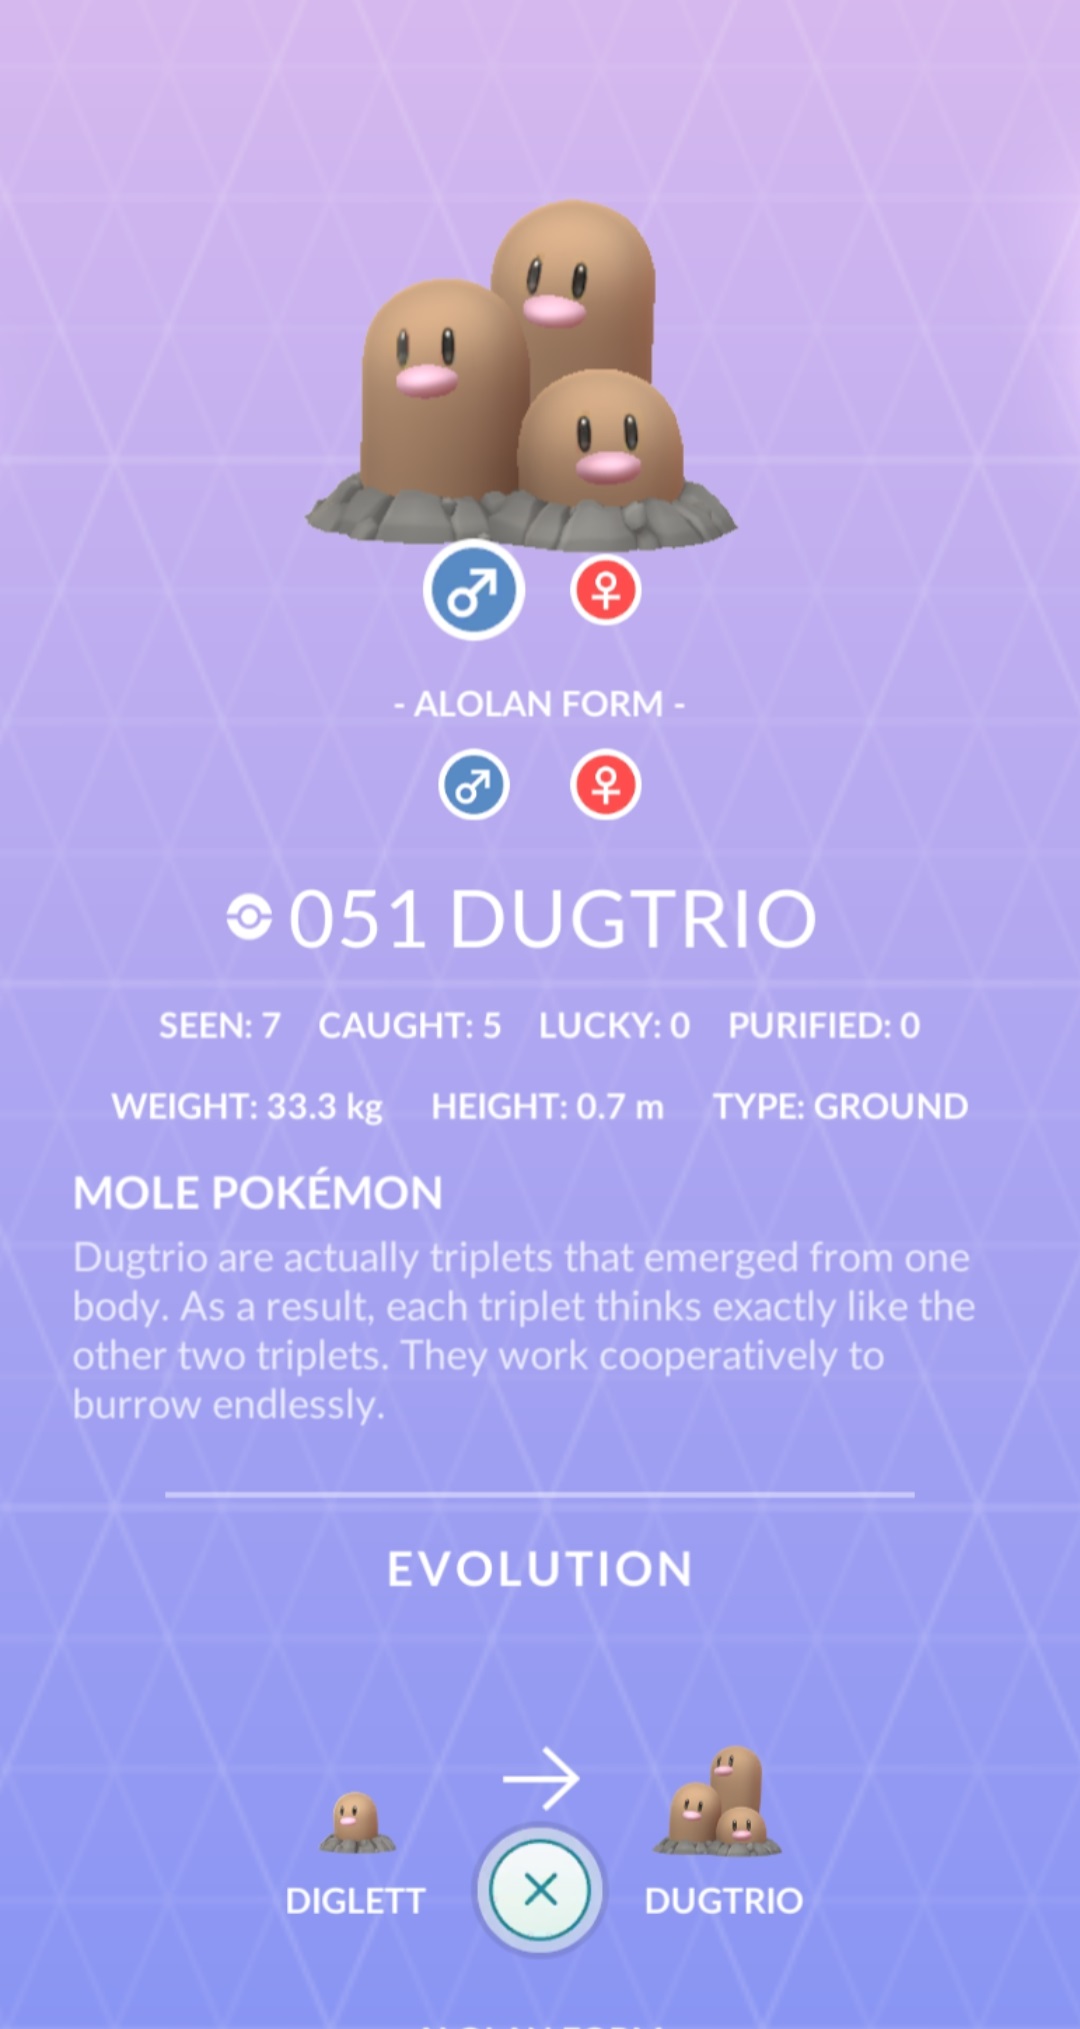 - ALOLAN FORM -
051 DUGTRIO
SEEN: 7 CAUGHT: 5 LUCKY: 0 PURIFIED: 0
WEIGHT: 33.3 kg HEIGHT: 0.7 m TYPE: GROUND
MOLE POKÉMON
Dugtrio are actually triplets that emerged from one
body. As a result, each triplet thinks exactly like the
other two triplets. They work cooperatively to
burrow endlessly.
EVOLUTION
DIGLETT DUGTRIO